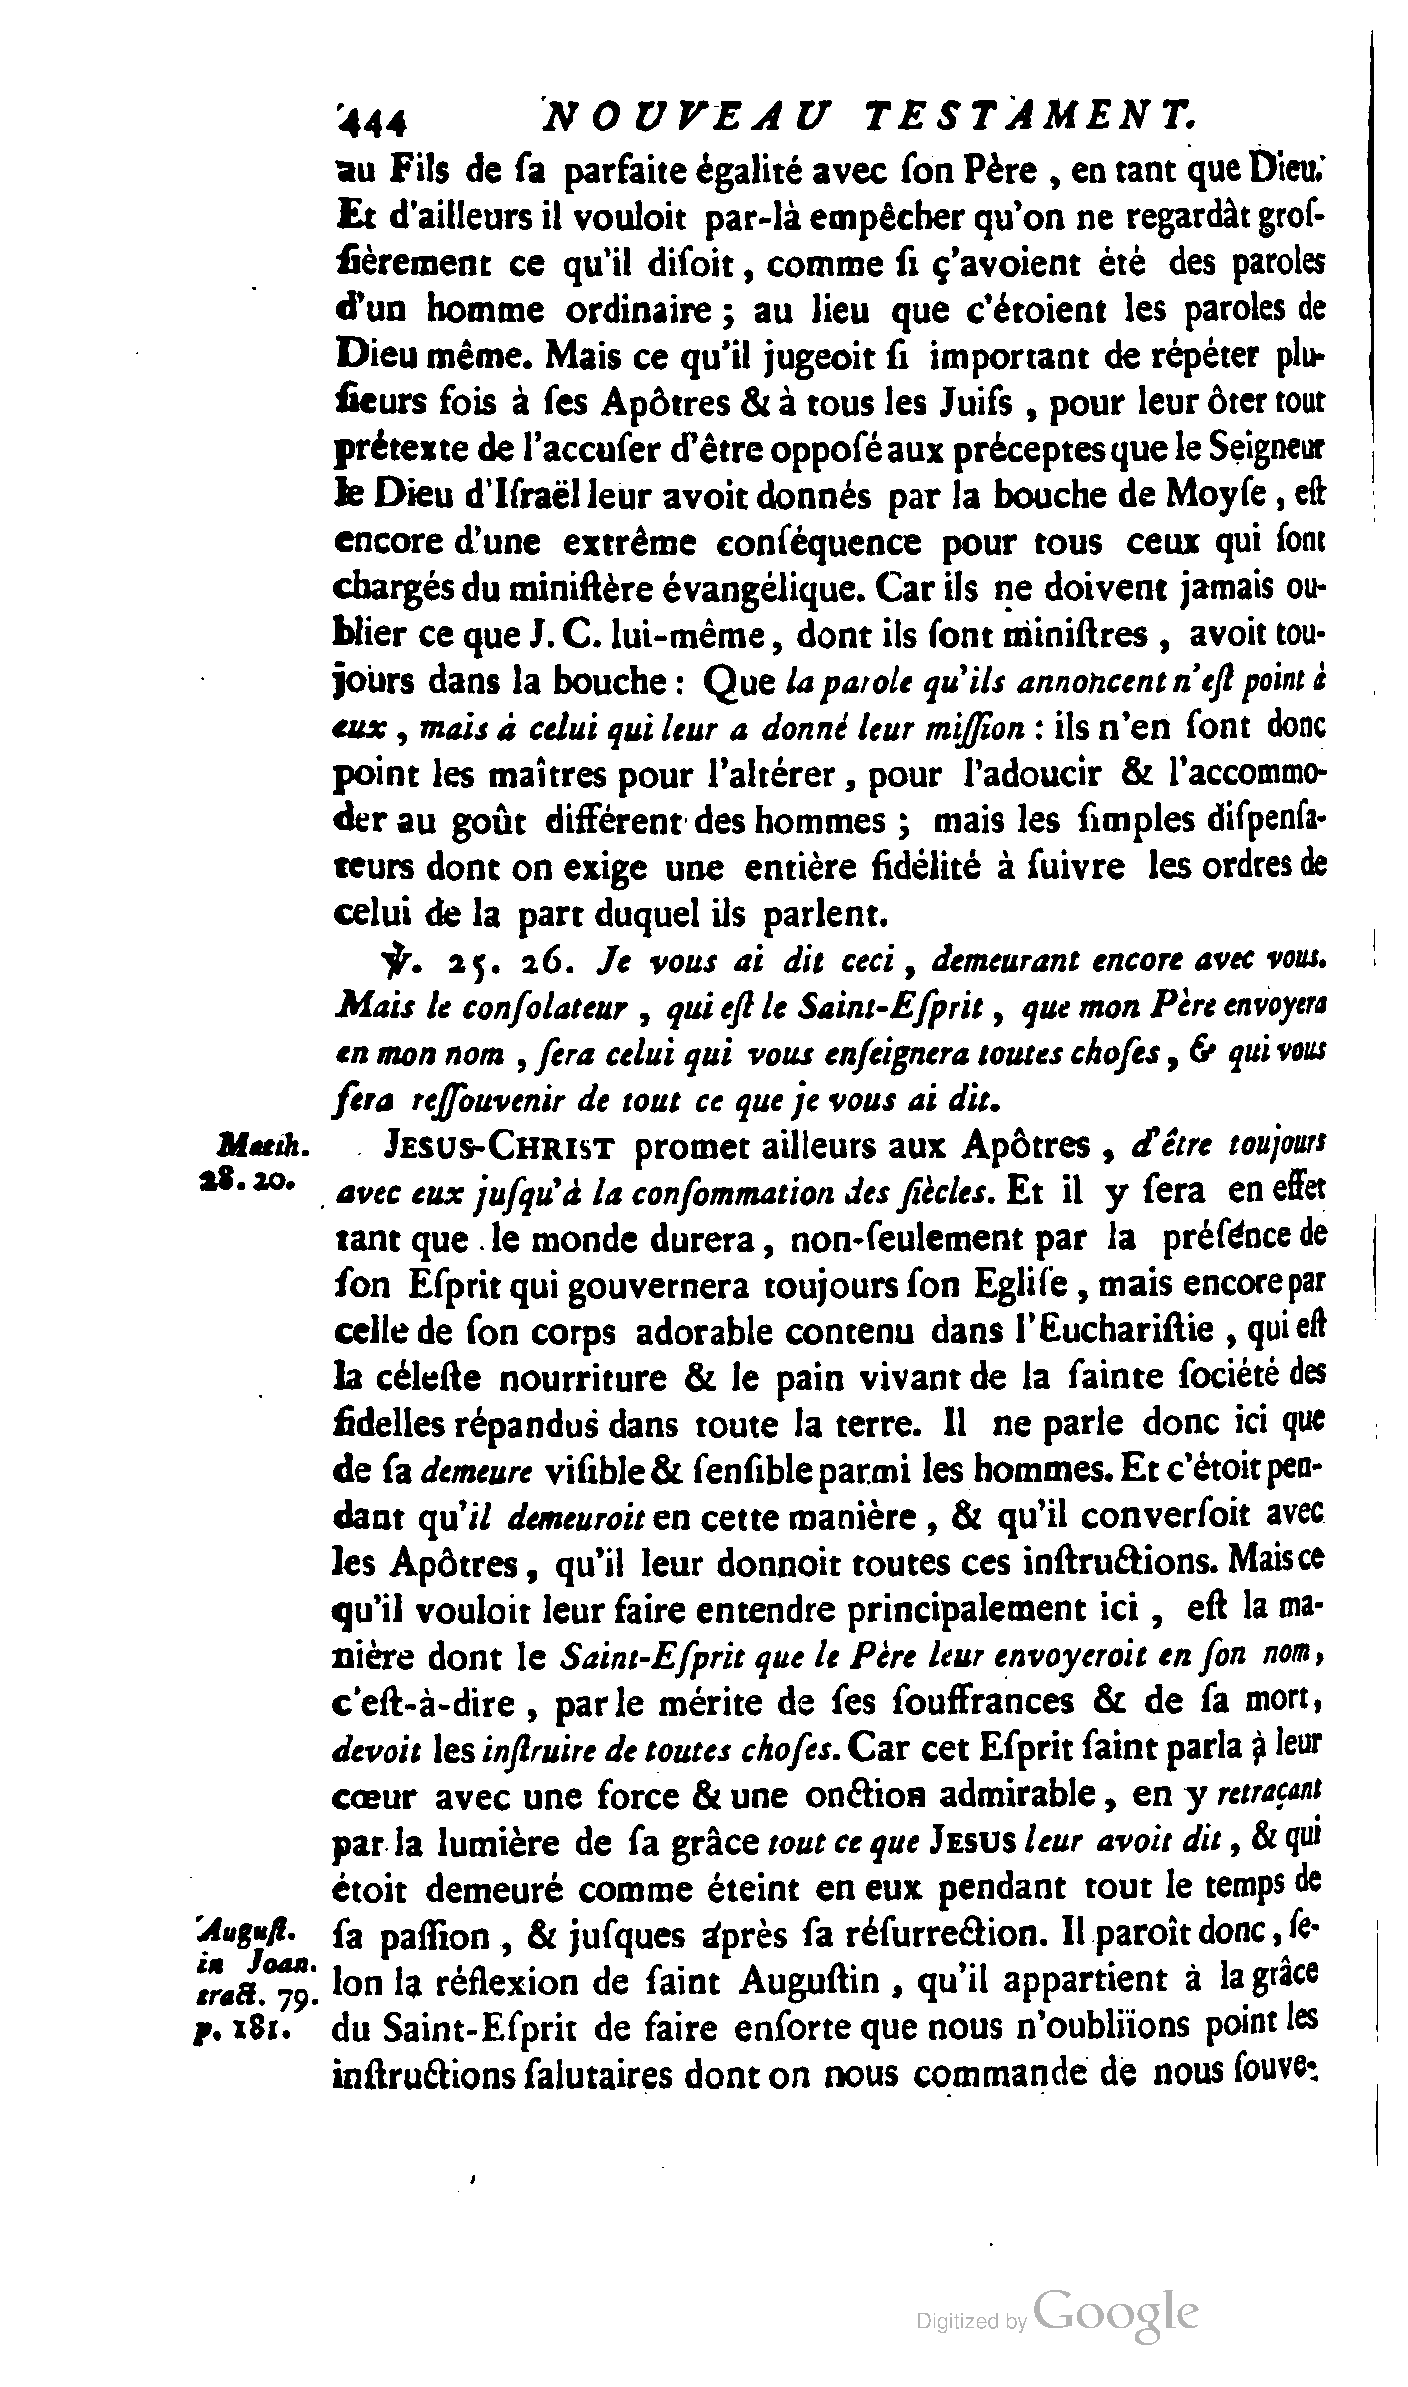 444 NOUVEAU TESTAMENT.
au Fils de ſa parfaite égalité avec ſon Père , en tant que Dieu.
Et d'ailleurs il vouloit par-là empêcher qu'on ne regardât groſ-
ſièrement ce qu'il diſoit , comme ſi ç'avoient été des paroles
d'un homme ordinaire ; au lieu que c'étoient les paroles de
Dieu même. Mais ce qu'il jugeoit ſi important de répéter plu-
ſieurs fois à ſes Apôtres & à tous les Juifs , pour leur ôter tout
prétexte de l'accuſer d'être oppoſé aux préceptes que le Seigneur
le Dieu d'Iſraël leur avoit donnés par la bouche de Moyſe , eſt
encore d'une extrême conſéquence pour tous ceux qui ſont
chargés du miniſtère évangélique. Car ils ne doivent jamais ou-
blier ce que J. C. lui-même , dont ils ſont miniſtres , avoit tou-
jours dans la bouche : Que la parole qu'ils annoncent n'eſt point à
eux , mais à celui qui leur a donné leur miſſion : ils n'en ſont donc
point les maîtres pour l'altérer , pour l'adoucir & l'accommo-
der au goût différent des hommes ; mais les ſimples diſpenſa-
teurs dont on exige une entière fidélité à ſuivre les ordres de
celui de la part duquel ils parlent.
℣. 25. 26. Je vous ai dit ceci , demeurant encore avec vous.
Mais le conſolateur , qui eſt le Saint-Eſprit , que mon Père envoyera
en mon nom , ſera celui qui vous enſeignera toutes choſes , & qui vous
fera reſſouvenir de tout ce que je vous ai dit.
Matth.
28. 20.
JESUS-CHRIST promet ailleurs aux Apôtres , d'être toujours
avec eux juſqu'à la conſommation des ſiècles. Et il y ſera en effet
tant que le monde durera , non-ſeulement par la préſence de
ſon Eſprit qui gouvernera toujours ſon Egliſe , mais encore par
celle de ſon corps adorable contenu dans l'Euchariſtie , qui eſt
la céleſte nourriture & le pain vivant de la ſainte ſociété des
fidelles répandus dans toute la terre. Il ne parle donc ici que
de ſa demeure viſible & ſenſible parmi les hommes. Et c'étoit pen-
dant qu'il demeuroit en cette manière , & qu'il converſoit avec
les Apôtres , qu'il leur donnoit toutes ces inſtructions. Mais ce
qu'il vouloit leur faire entendre principalement ici , eſt la ma-
nière dont le Saint-Eſprit que le Père leur envoyeroit en ſon nom ,
c'eſt-à-dire , par le mérite de ſes ſouffrances & de ſa mort ,
devoit les inſtruire de toutes choſes. Car cet Eſprit ſaint parla à leur
cœur avec une force & une onction admirable , en y retraçant
par la lumière de ſa grâce tout ce que JESUS leur avoit dit , & qui
étoit demeuré comme éteint en eux pendant tout le temps de
ſa paſſion , & juſques après ſa réſurrection. Il paroît donc , ſe-
lon la réflexion de ſaint Auguſtin , qu'il appartient à la grâce
du Saint-Eſprit de faire enſorte que nous n'oubliïons point les
inſtructions ſalutaires dont on nous commande de nous ſouve-
Auguſt.
in Joan.
tract. 79.
p. 181.
Digitized by Google